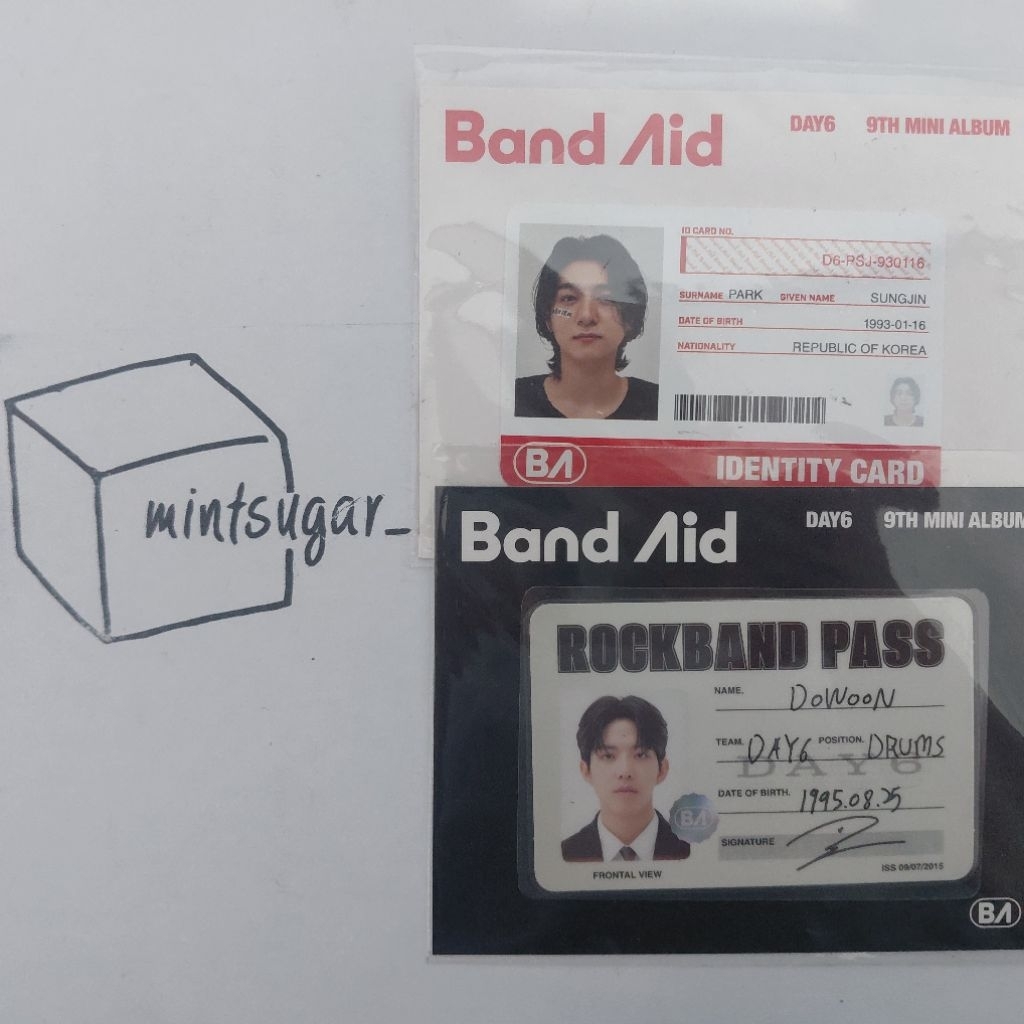 mintsugar_
Band Aid
DAY6 9TH MINI ALBUM
ID CARD NO.
D6-PSJ-930116
SURNAME PARK GIVEN NAME SUNGJIN
DATE OF BIRTH 1993-01-16
NATIONALITY REPUBLIC OF KOREA
BA IDENTITY CARD
Band Aid
DAY6 9TH MINI ALBUM
ROCKBAND PASS
NAME. DOWOON
TEAM. DAY6 POSITION. DRUMS
DAY6
DATE OF BIRTH. 1995.08.25
BA
SIGNATURE
FRONTAL VIEW
ISS 09/07/2015
BA